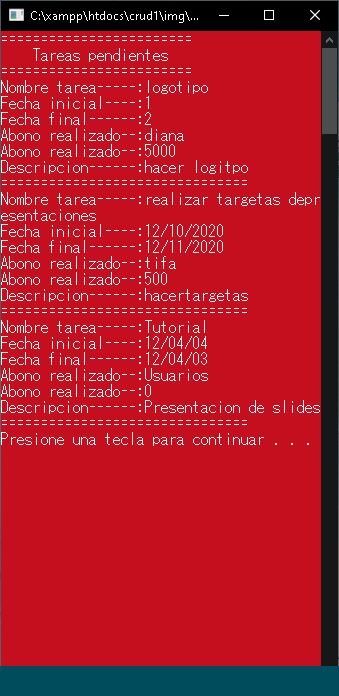 C:\xampp\htdocs\crud1\img\...
========================
Tareas pendientes
========================
Nombre tarea-----:logotipo
Fecha inicial----:1
Fecha final------:2
Abono realizado--:diana
Abono realizado--:5000
Descripcion------:hacer logitpo
===============================
Nombre tarea-----:realizar targetas depr
esentaciones
Fecha inicial----:12/10/2020
Fecha final------:12/11/2020
Abono realizado--:tifa
Abono realizado--:500
Descripcion------:hacertargetas
===============================
Nombre tarea-----:Tutorial
Fecha inicial----:12/04/04
Fecha final------:12/04/03
Abono realizado--:Usuarios
Abono realizado--:0
Descripcion------:Presentacion de slides
===============================
Presione una tecla para continuar . . .